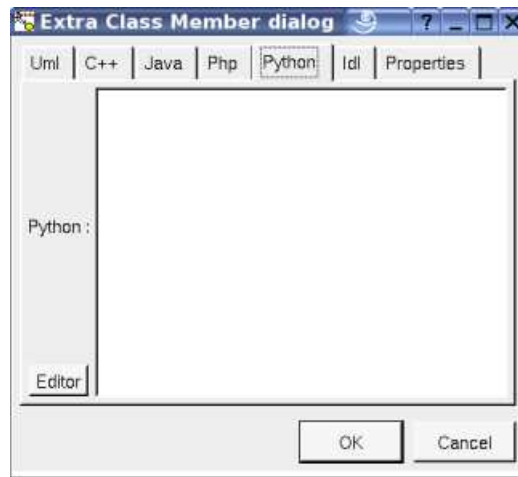 Extra Class Member dialog
Uml C++ Java Php Python Idl Properties
Python :
Editor
OK Cancel